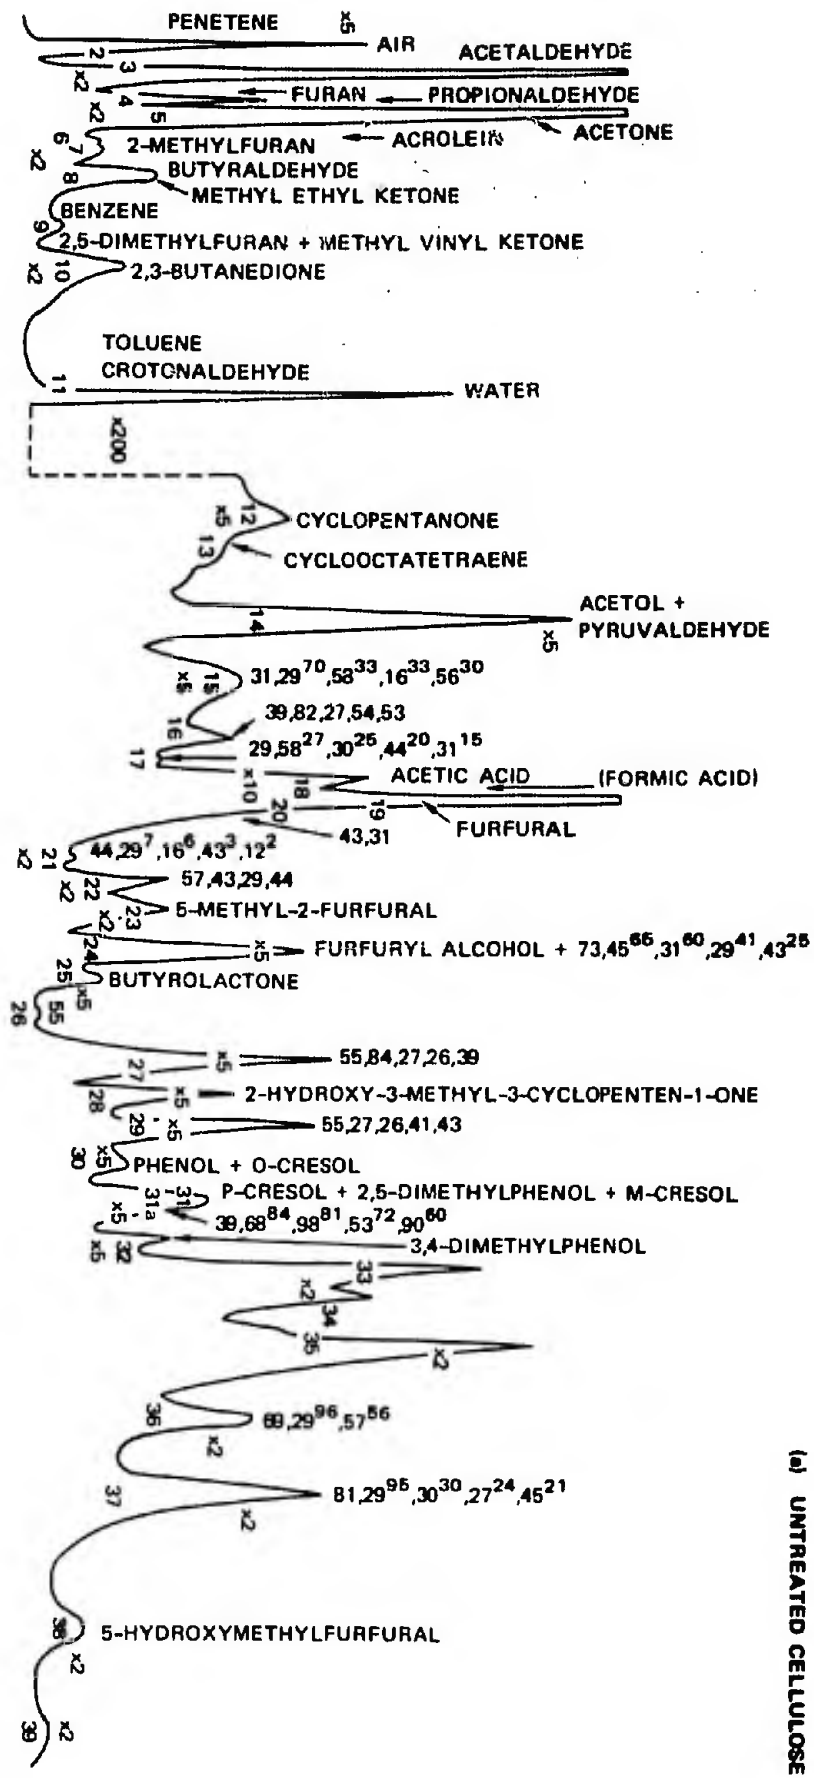 PENETENE
x5
AIR
2
ACETALDEHYDE
3
x2
FURAN
PROPIONALDEHYDE
4
x2
5
ACETONE
ACROLEIN
6
7
2-METHYLFURAN
x2
BUTYRALDEHYDE
8
METHYL ETHYL KETONE
BENZENE
9
2,5-DIMETHYLFURAN + METHYL VINYL KETONE
x2
10
2,3-BUTANEDIONE
TOLUENE
CROTONALDEHYDE
11
WATER
x200
12
x5
CYCLOPENTANONE
13
CYCLOOCTATETRAENE
ACETOL +
PYRUVALDEHYDE
14
x5
x5
15
31,29⁷⁰,58³³,16³³,56³⁰
39,82,27,54,53
16
29,58²⁷,30²⁵,44²⁰,31¹⁵
17
ACETIC ACID
(FORMIC ACID)
x10
18
19
20
FURFURAL
43,31
x2
21
44,29⁷,16⁶,43³,12²
x2
22
57,43,29,44
x2
23
5-METHYL-2-FURFURAL
24
x5
FURFURYL ALCOHOL + 73,45⁶⁵,31⁶⁰,29⁴¹,43²⁵
25
x5
BUTYROLACTONE
26
55
x5
55,84,27,26,39
27
x5
2-HYDROXY-3-METHYL-3-CYCLOPENTEN-1-ONE
28
29
x5
55,27,26,41,43
30
x5
PHENOL + O-CRESOL
31
P-CRESOL + 2,5-DIMETHYLPHENOL + M-CRESOL
31a
x5
39,68⁸⁴,98⁸¹,53⁷²,90⁶⁰
x5
32
3,4-DIMETHYLPHENOL
33
x2
34
35
x2
36
69,29⁹⁶,57⁵⁶
x2
37
81,29⁹⁵,30³⁰,27²⁴,45²¹
x2
38
5-HYDROXYMETHYLFURFURAL
x2
39
x2
(a) UNTREATED CELLULOSE